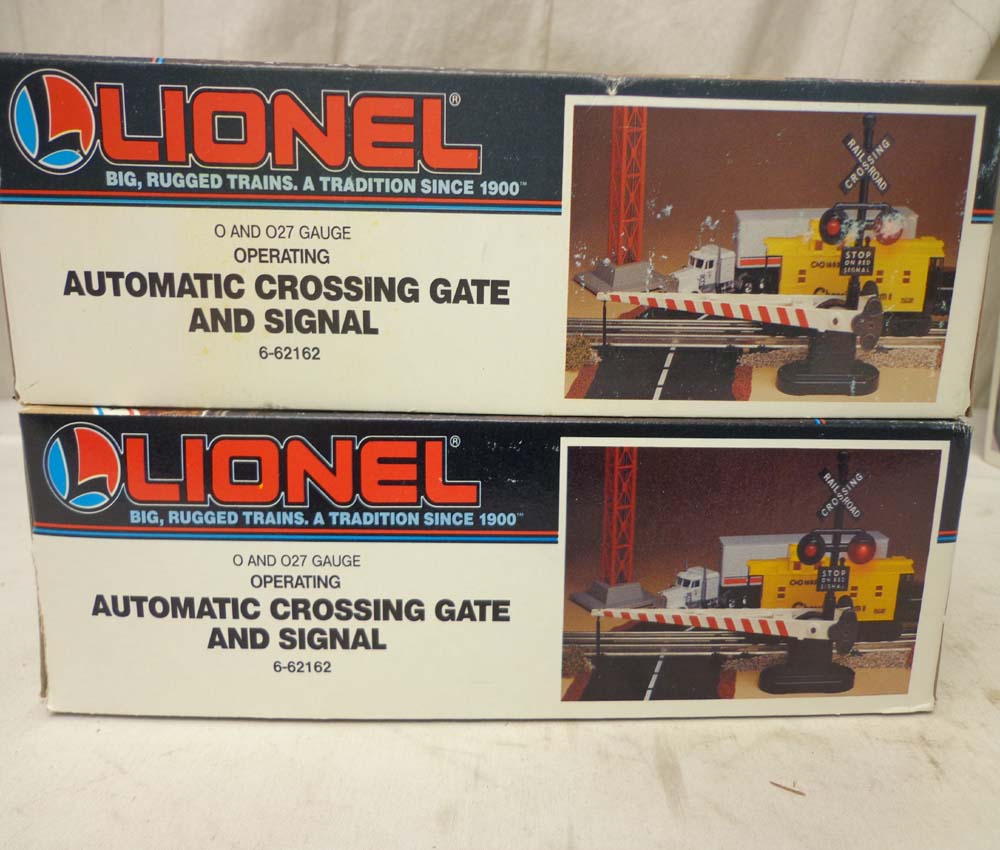 LIONEL®
BIG, RUGGED TRAINS. A TRADITION SINCE 1900™
O AND O27 GAUGE
OPERATING
AUTOMATIC CROSSING GATE
AND SIGNAL
6-62162
RAILROAD
CROSSING
STOP
ON RED
SIGNAL
LIONEL®
BIG, RUGGED TRAINS. A TRADITION SINCE 1900™
O AND O27 GAUGE
OPERATING
AUTOMATIC CROSSING GATE
AND SIGNAL
6-62162
RAILROAD
CROSSING
STOP
ON RED
SIGNAL